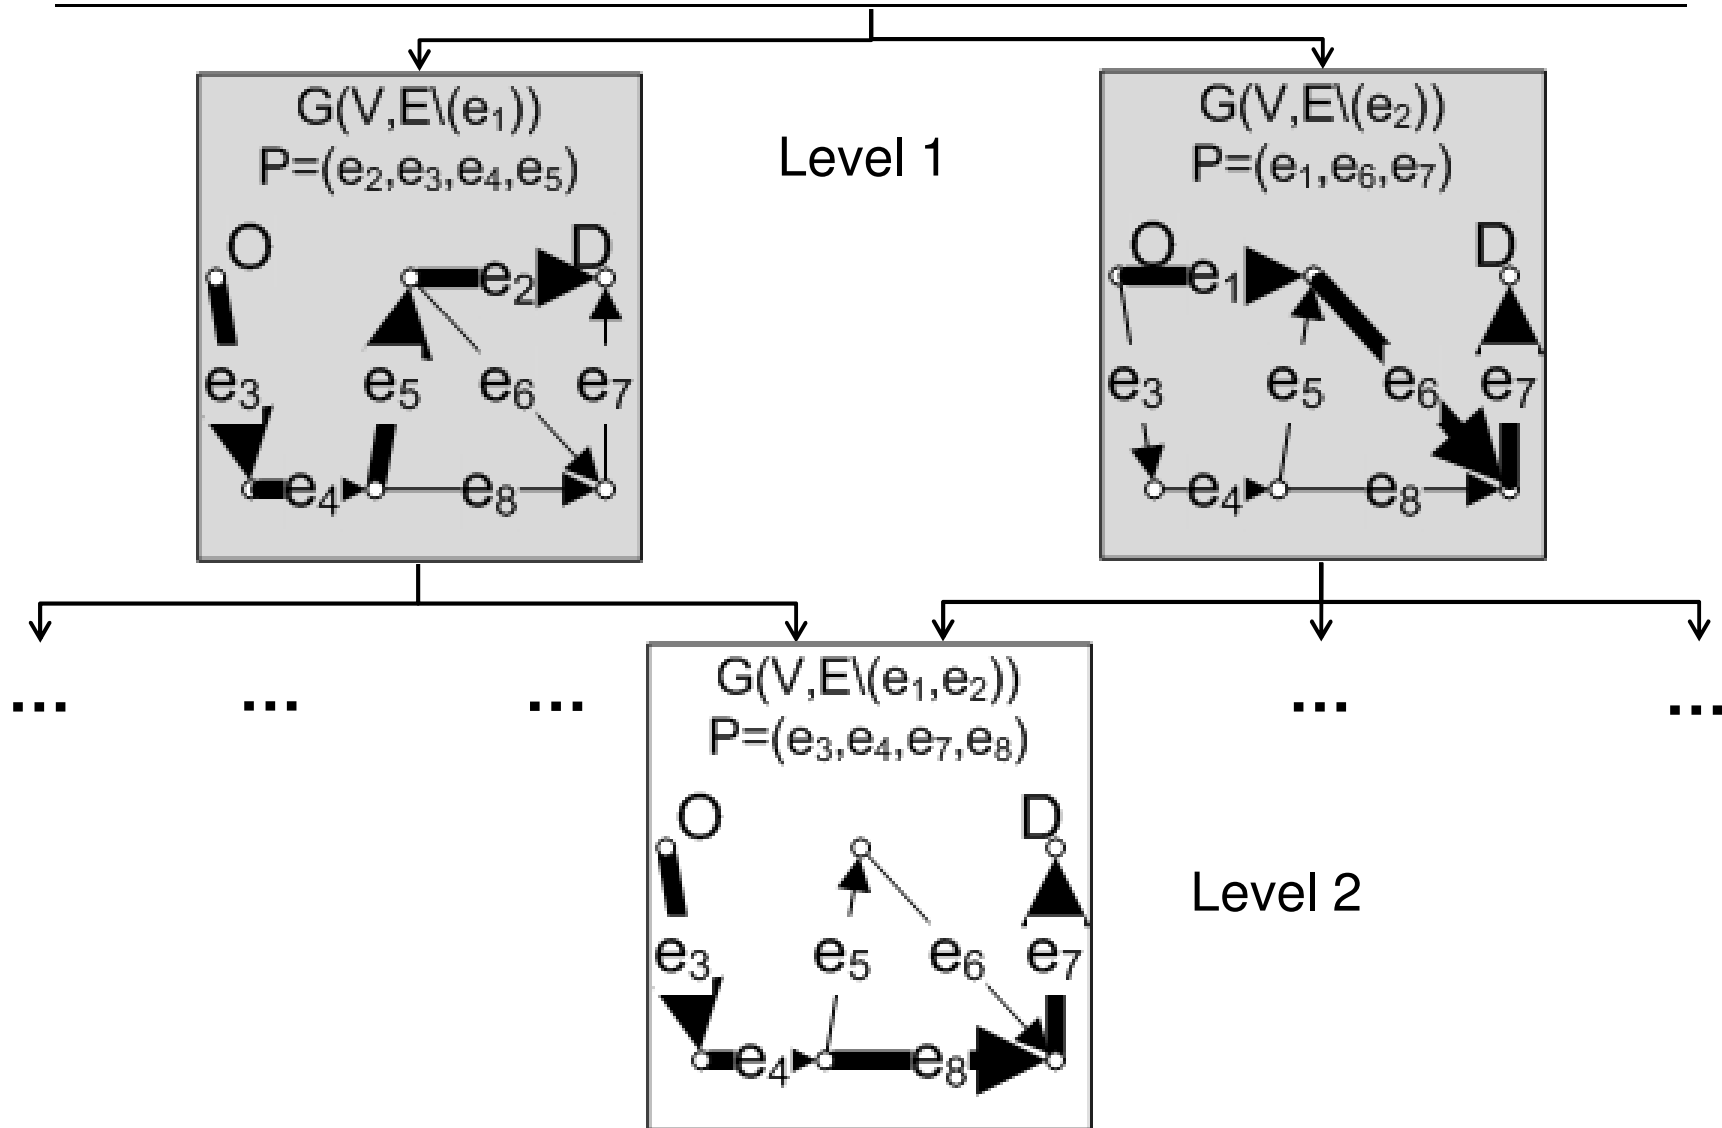 G(V,E\(e₁))
P=(e₂,e₃,e₄,e₅)
O
D
e₂
e₃
e₅
e₆
e₇
e₄
e₈
Level 1
G(V,E\(e₂))
P=(e₁,e₆,e₇)
O
D
e₁
e₃
e₅
e₆
e₇
e₄
e₈
...
...
...
...
...
G(V,E\(e₁,e₂))
P=(e₃,e₄,e₇,e₈)
O
D
e₃
e₅
e₆
e₇
e₄
e₈
Level 2